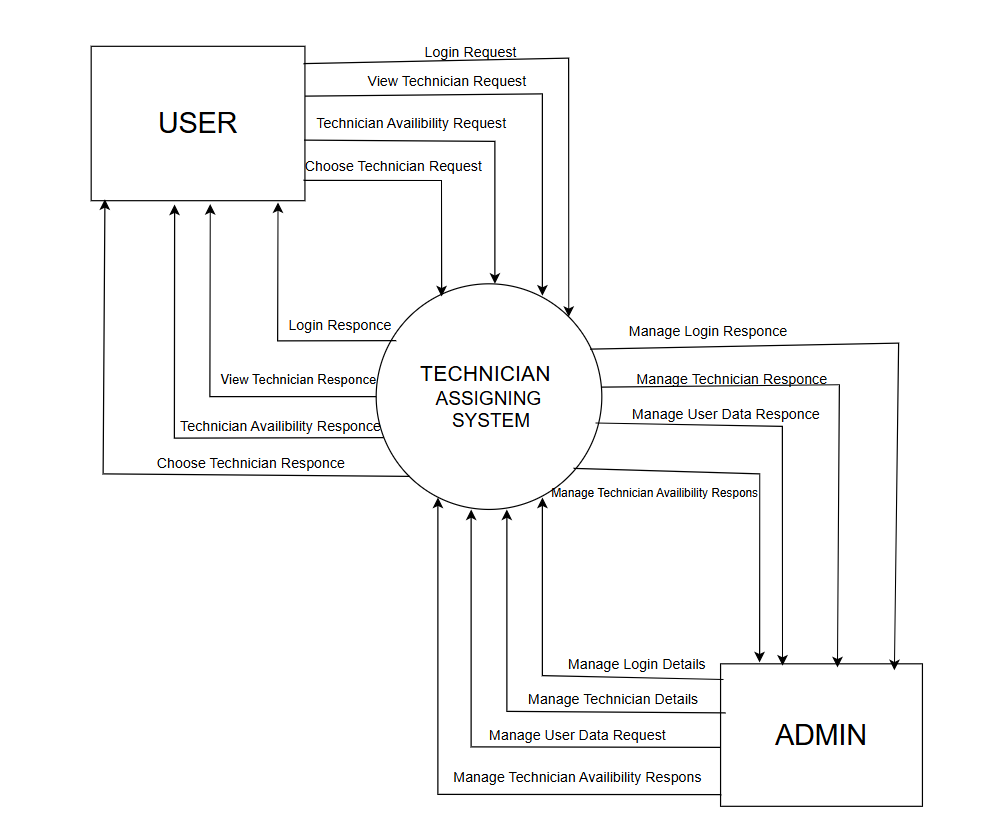 Login Request
View Technician Request
USER
Technician Availibility Request
Choose Technician Request
Login Responce
Manage Login Responce
TECHNICIAN
ASSIGNING
SYSTEM
View Technician Responce
Manage Technician Responce
Manage User Data Responce
Technician Availibility Responce
Choose Technician Responce
Manage Technician Availibility Respons
Manage Login Details
Manage Technician Details
Manage User Data Request
ADMIN
Manage Technician Availibility Respons